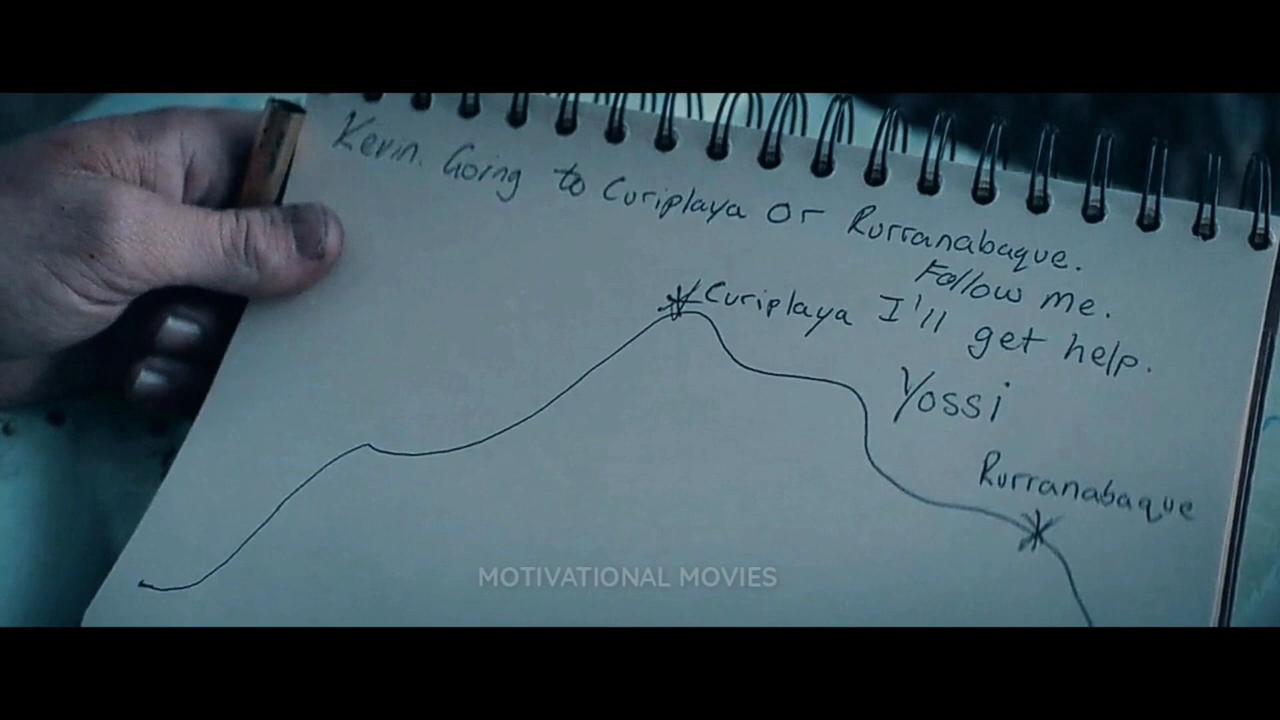 Kevin. Going to Curiplaya or Rurranabaque.
Follow me.
Curiplaya I'll get help.
Yossi
Rurranabaque
MOTIVATIONAL MOVIES